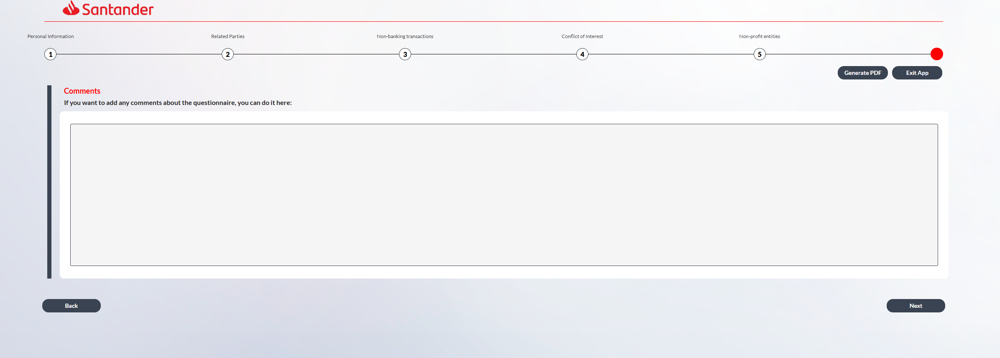 Santander
Personal Information
Related Parties
Non-banking transactions
Conflict of Interest
Non-profit entities
1
2
3
4
5
Generate PDF
Exit App
Comments
If you want to add any comments about the questionnaire, you can do it here:
Back
Next